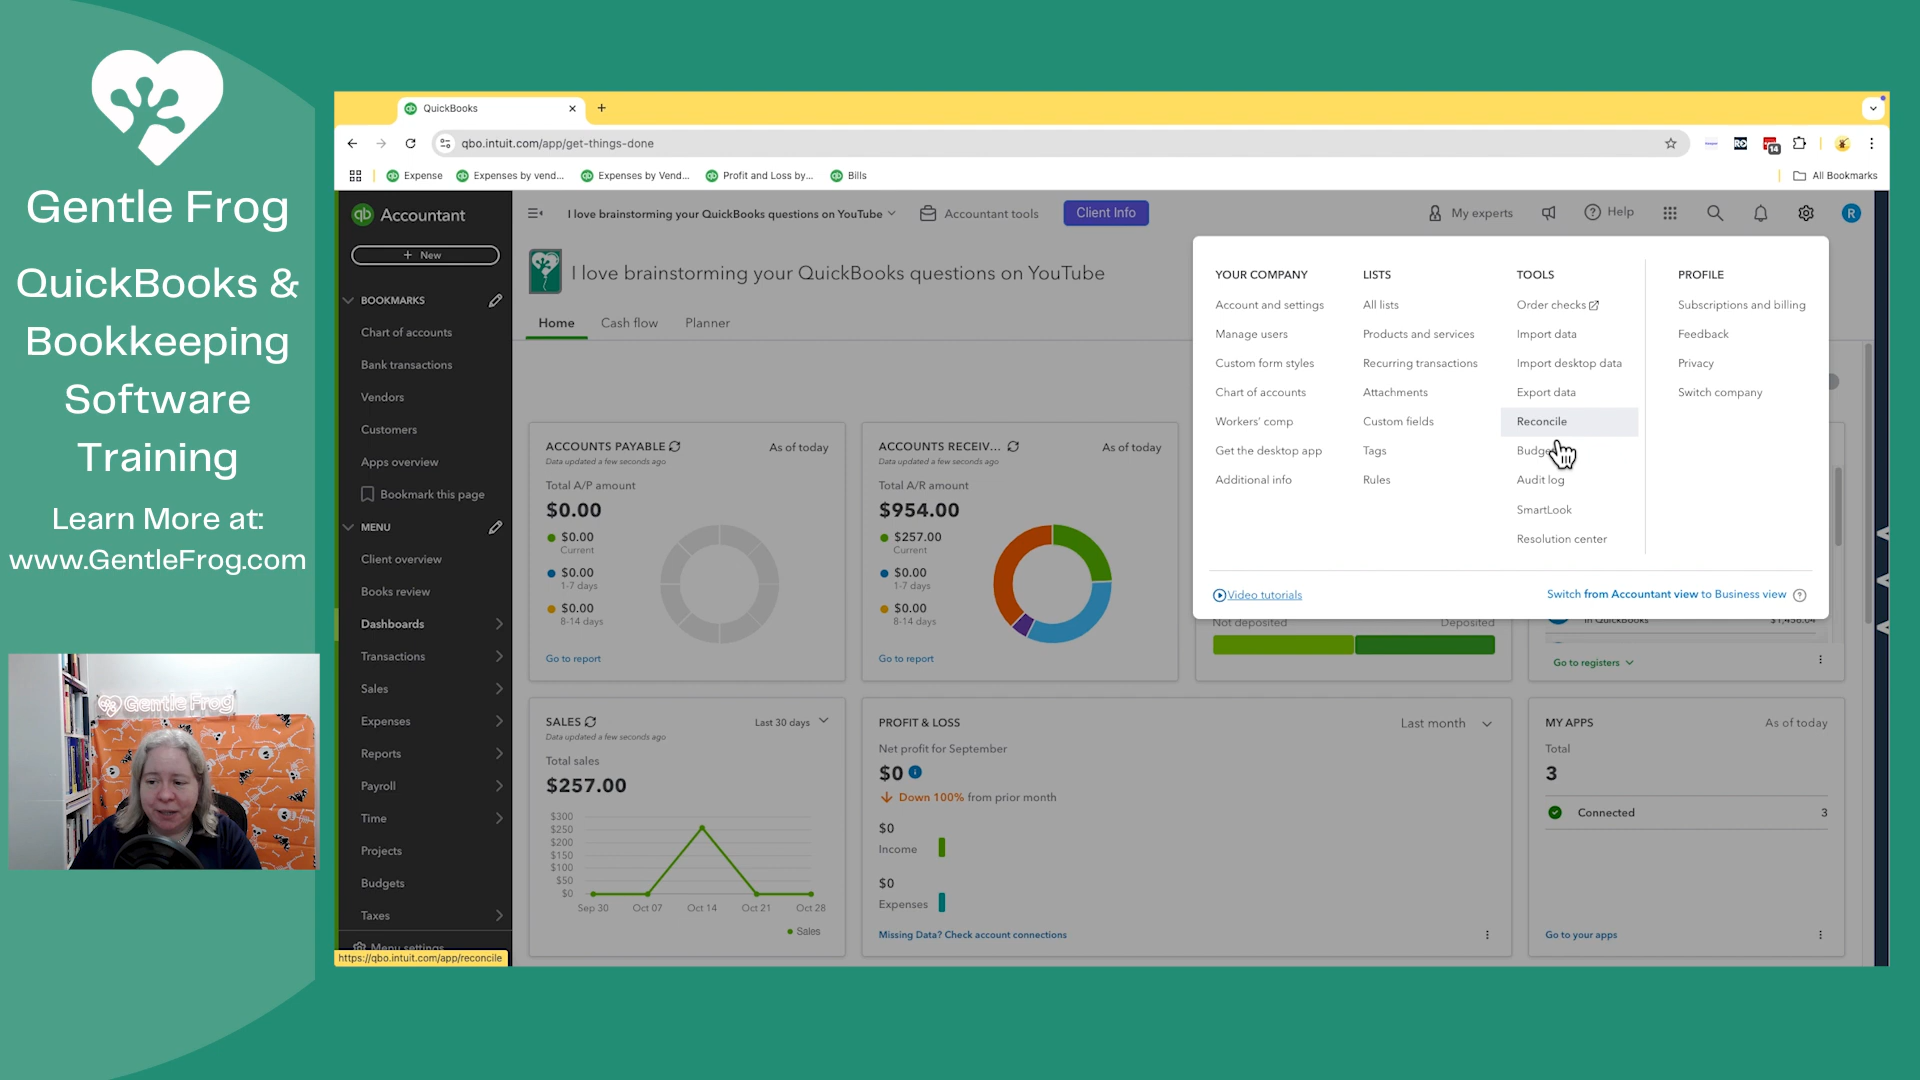 Gentle Frog
QuickBooks &
Bookkeeping
Software
Training
Learn More at:
www.GentleFrog.com
Gentle Frog
QuickBooks
qbo.intuit.com/app/get-things-done
14
Expense
Expenses by vend...
Expenses by Vend...
Profit and Loss by...
Bills
All Bookmarks
qb Accountant
+ New
BOOKMARKS
Chart of accounts
Bank transactions
Vendors
Customers
Apps overview
Bookmark this page
MENU
Client overview
Books review
Dashboards
Transactions
Sales
Expenses
Reports
Payroll
Time
Projects
Budgets
Taxes
Menu settings
https://qbo.intuit.com/app/reconcile
I love brainstorming your QuickBooks questions on YouTube
Accountant tools
Client Info
My experts
Help
R
I love brainstorming your QuickBooks questions on YouTube
Home
Cash flow
Planner
YOUR COMPANY
Account and settings
Manage users
Custom form styles
Chart of accounts
Workers' comp
Get the desktop app
Additional info
LISTS
All lists
Products and services
Recurring transactions
Attachments
Custom fields
Tags
Rules
TOOLS
Order checks
Import data
Import desktop data
Export data
Reconcile
Audit log
SmartLook
Resolution center
PROFILE
Subscriptions and billing
Feedback
Privacy
Switch company
Video tutorials
Switch from Accountant view to Business view
ACCOUNTS PAYABLE
As of today
Data updated a few seconds ago
Total A/P amount
$0.00
$0.00
Current
$0.00
1-7 days
$0.00
8-14 days
Go to report
ACCOUNTS RECEIV...
As of today
Data updated a few seconds ago
Total A/R amount
$954.00
$257.00
Current
$0.00
1-7 days
$0.00
8-14 days
Go to report
Not deposited
Deposited
In QuickBooks
$1,456.04
Go to registers
SALES
Last 30 days
Data updated a few seconds ago
Total sales
$257.00
$300
$250
$200
$150
$100
$50
$0
Sep 30
Oct 07
Oct 14
Oct 21
Oct 28
Sales
PROFIT & LOSS
Last month
Net profit for September
$0
Down 100% from prior month
$0
Income
$0
Expenses
Missing Data? Check account connections
MY APPS
As of today
Total
3
Connected
3
Go to your apps